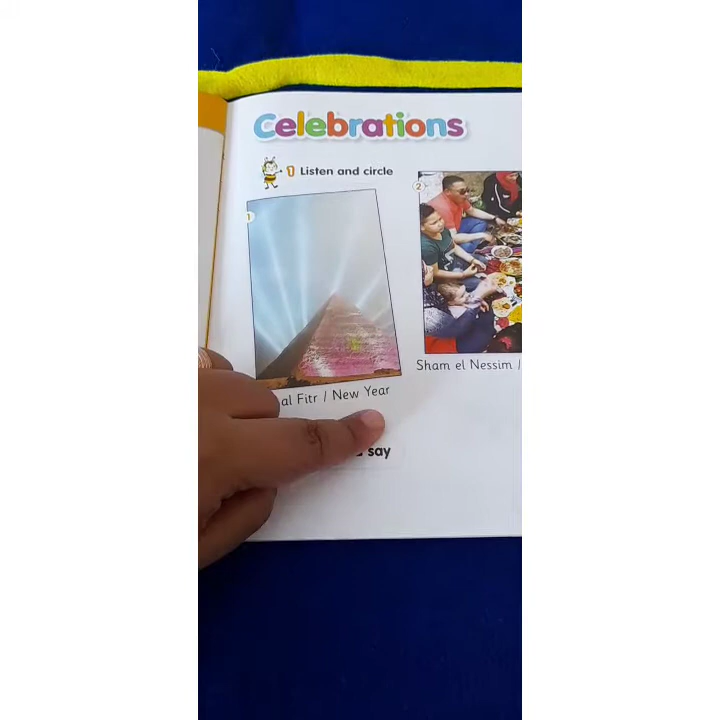 Celebrations
1 Listen and circle
1
2
al Fitr / New Year
Sham el Nessim /
say